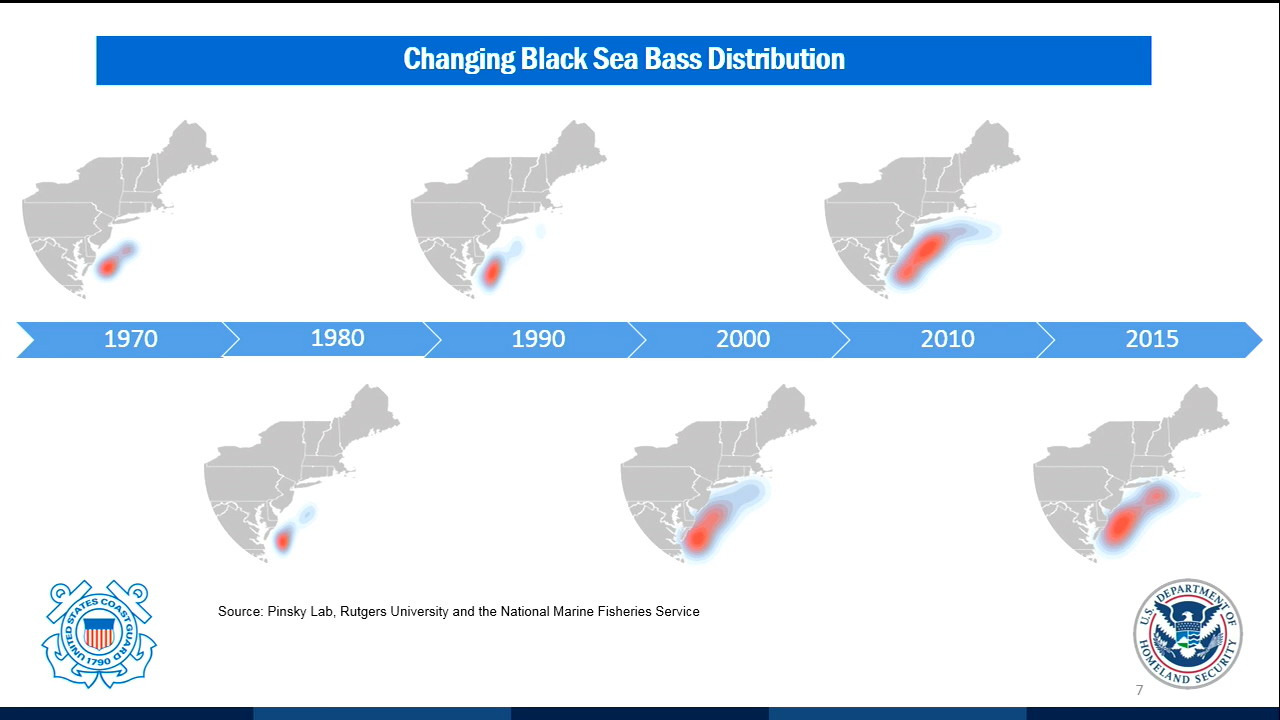 Changing Black Sea Bass Distribution
1970
1980
1990
2000
2010
2015
Source: Pinsky Lab, Rutgers University and the National Marine Fisheries Service
UNITED STATES COAST GUARD
1790
U.S. DEPARTMENT OF
HOMELAND SECURITY
7